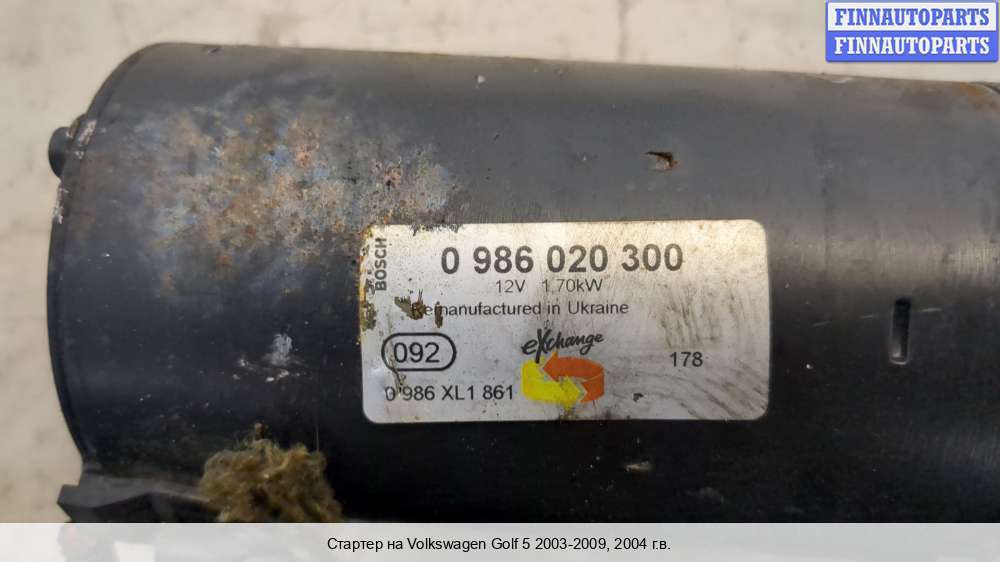 FINNAUTOPARTS
FINNAUTOPARTS
BOSCH
0 986 020 300
12V 1.70kW
emanufactured in Ukraine
092
eXchange
178
0 986 XL1 861
Стартер на Volkswagen Golf 5 2003-2009, 2004 г.в.